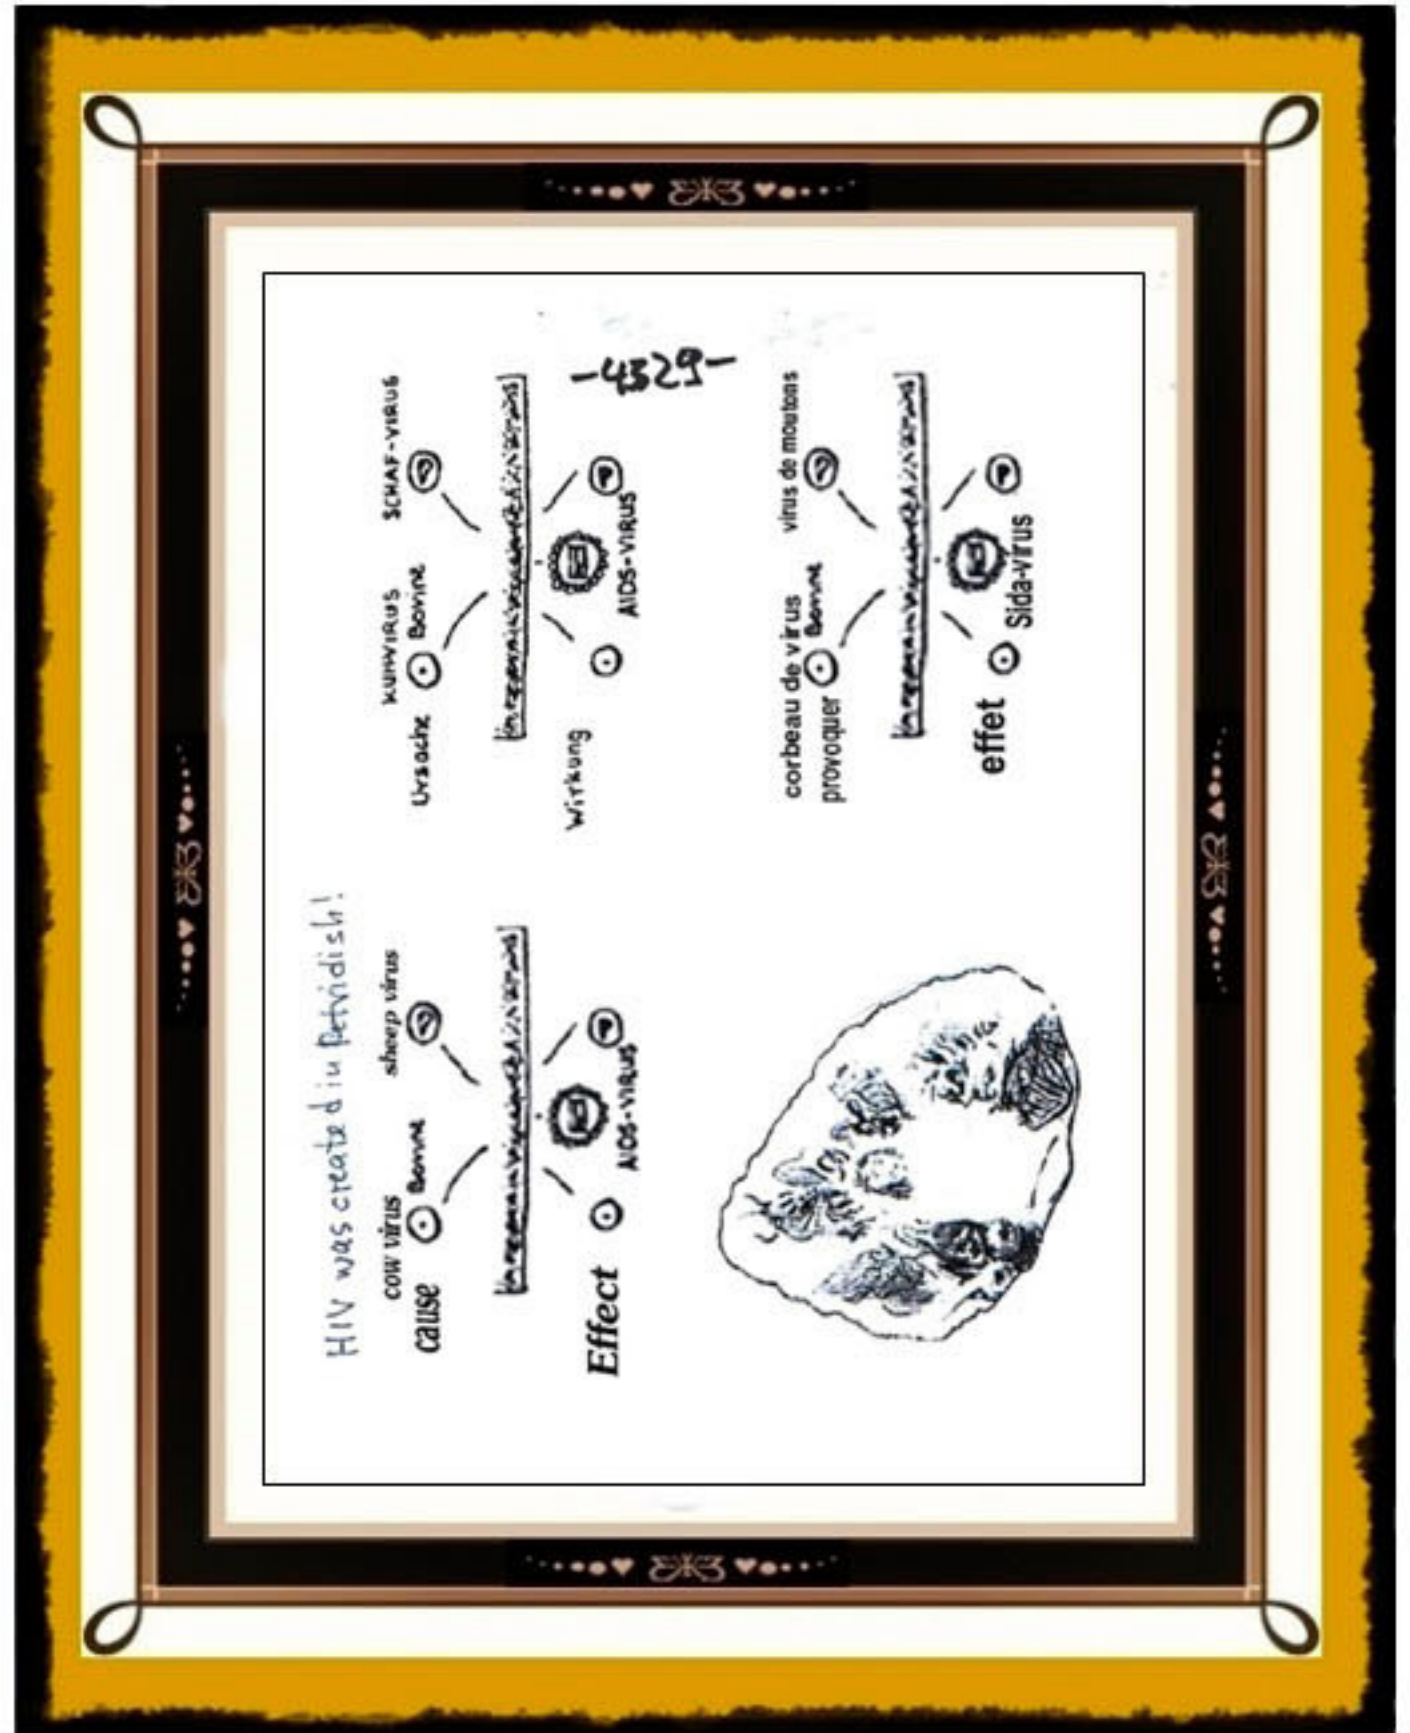 HIV was created in Petridish!
cow virus sheep virus
cause Bovine
Effect
AIDS-VIRUS
KUHVIRUS SCHAF-VIRUS
Ursache Bovine
Wirkung
AIDS-VIRUS
-4329-
corbeau de virus virus de moutons
provoquer Bovine
effet
Sida-virus